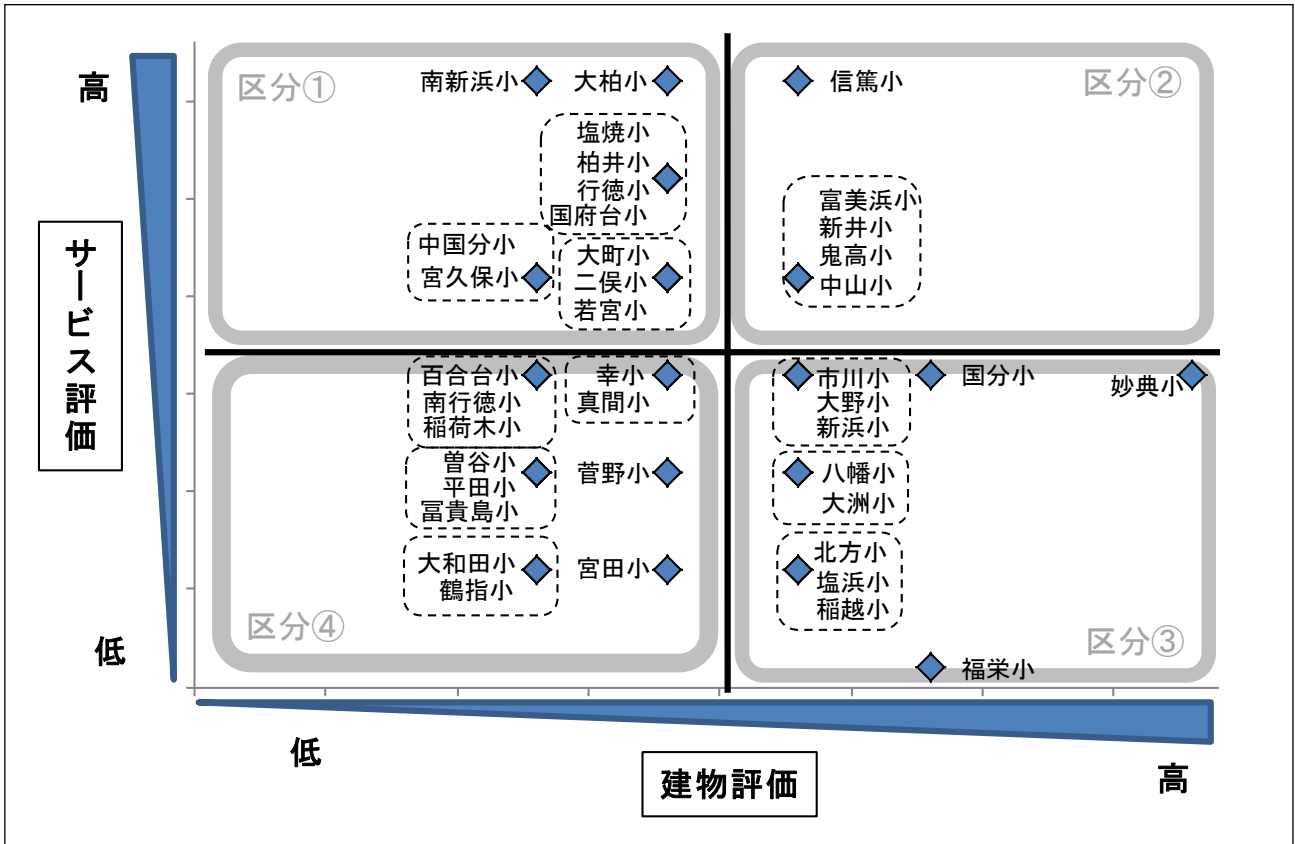 高
サービス評価
低
区分①
南新浜小
大柏小
塩焼小
柏井小
行徳小
国府台小
中国分小
宮久保小
大町小
二俣小
若宮小
区分②
信篤小
富美浜小
新井小
鬼高小
中山小
百合台小
南行徳小
稲荷木小
幸小
真間小
曽谷小
平田小
冨貴島小
菅野小
大和田小
鶴指小
宮田小
区分④
市川小
大野小
新浜小
国分小
妙典小
八幡小
大洲小
北方小
塩浜小
稲越小
区分③
福栄小
低
建物評価
高